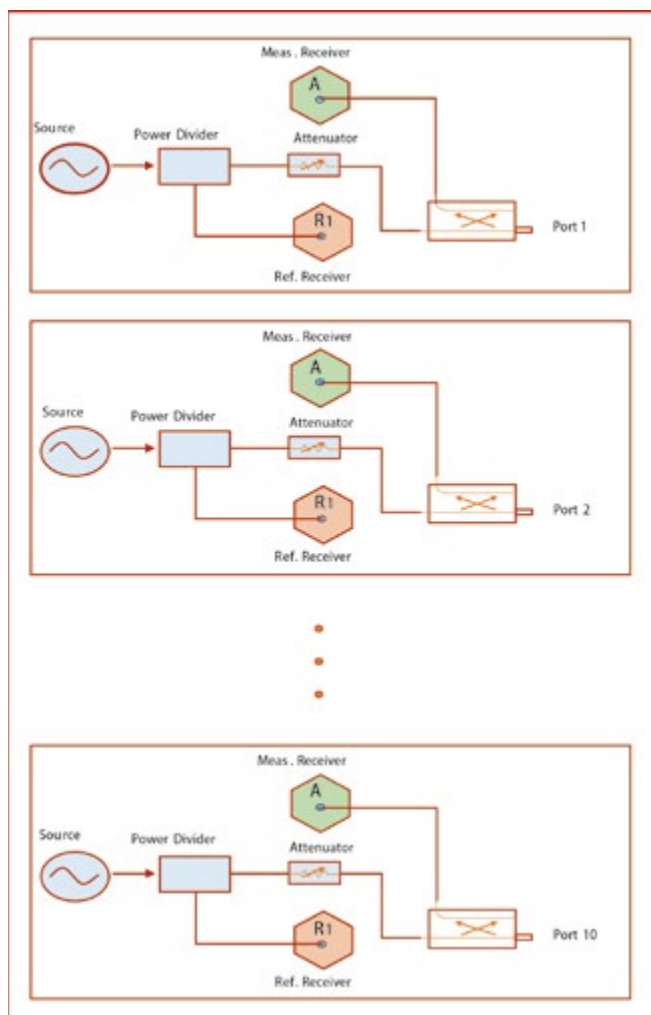 Meas . Receiver
A
Source
Power Divider
Attenuator
R1
Port 1
Ref. Receiver
Meas . Receiver
A
Source
Power Divider
Attenuator
R1
Port 2
Ref. Receiver
Meas . Receiver
A
Source
Power Divider
Attenuator
R1
Port 10
Ref. Receiver